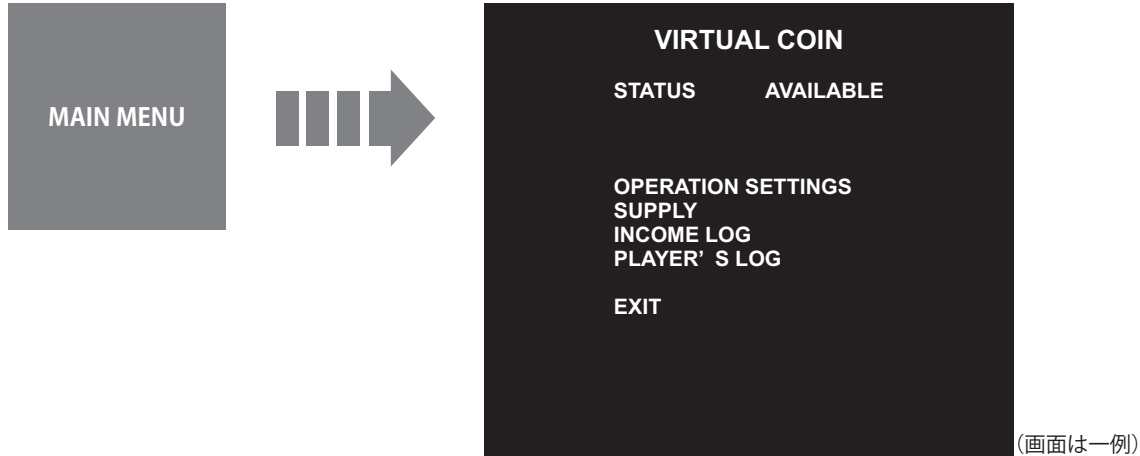 MAIN MENU
VIRTUAL COIN
STATUS AVAILABLE
OPERATION SETTINGS
SUPPLY
INCOME LOG
PLAYER’ S LOG
EXIT
(画面は一例)